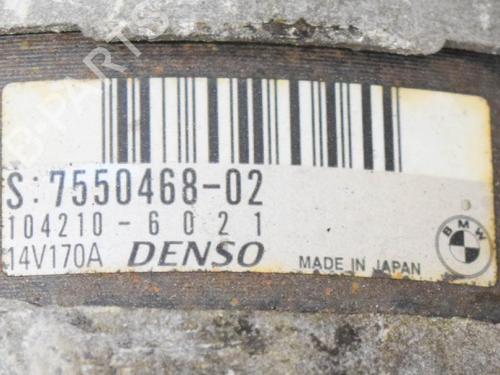 S: 7550468-02
104210-6021
14V170A DENSO MADE IN JAPAN
BMW